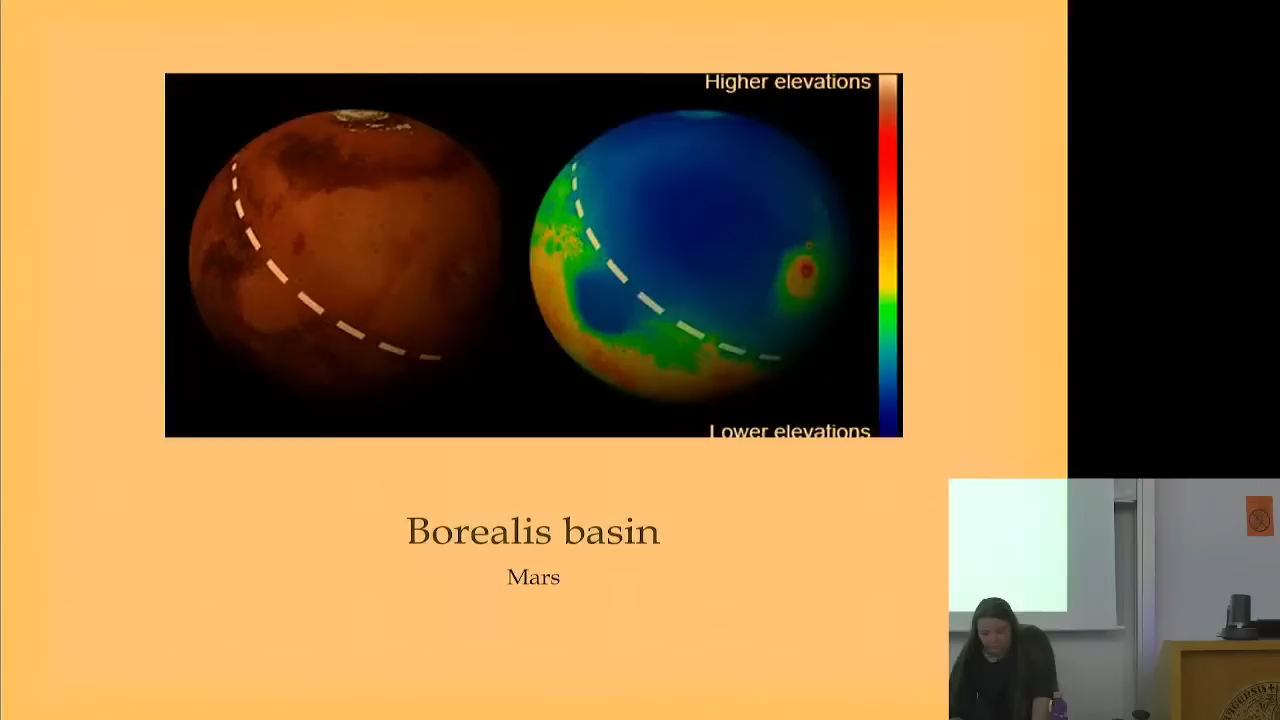 Higher elevations
Lower elevations
Borealis basin
Mars